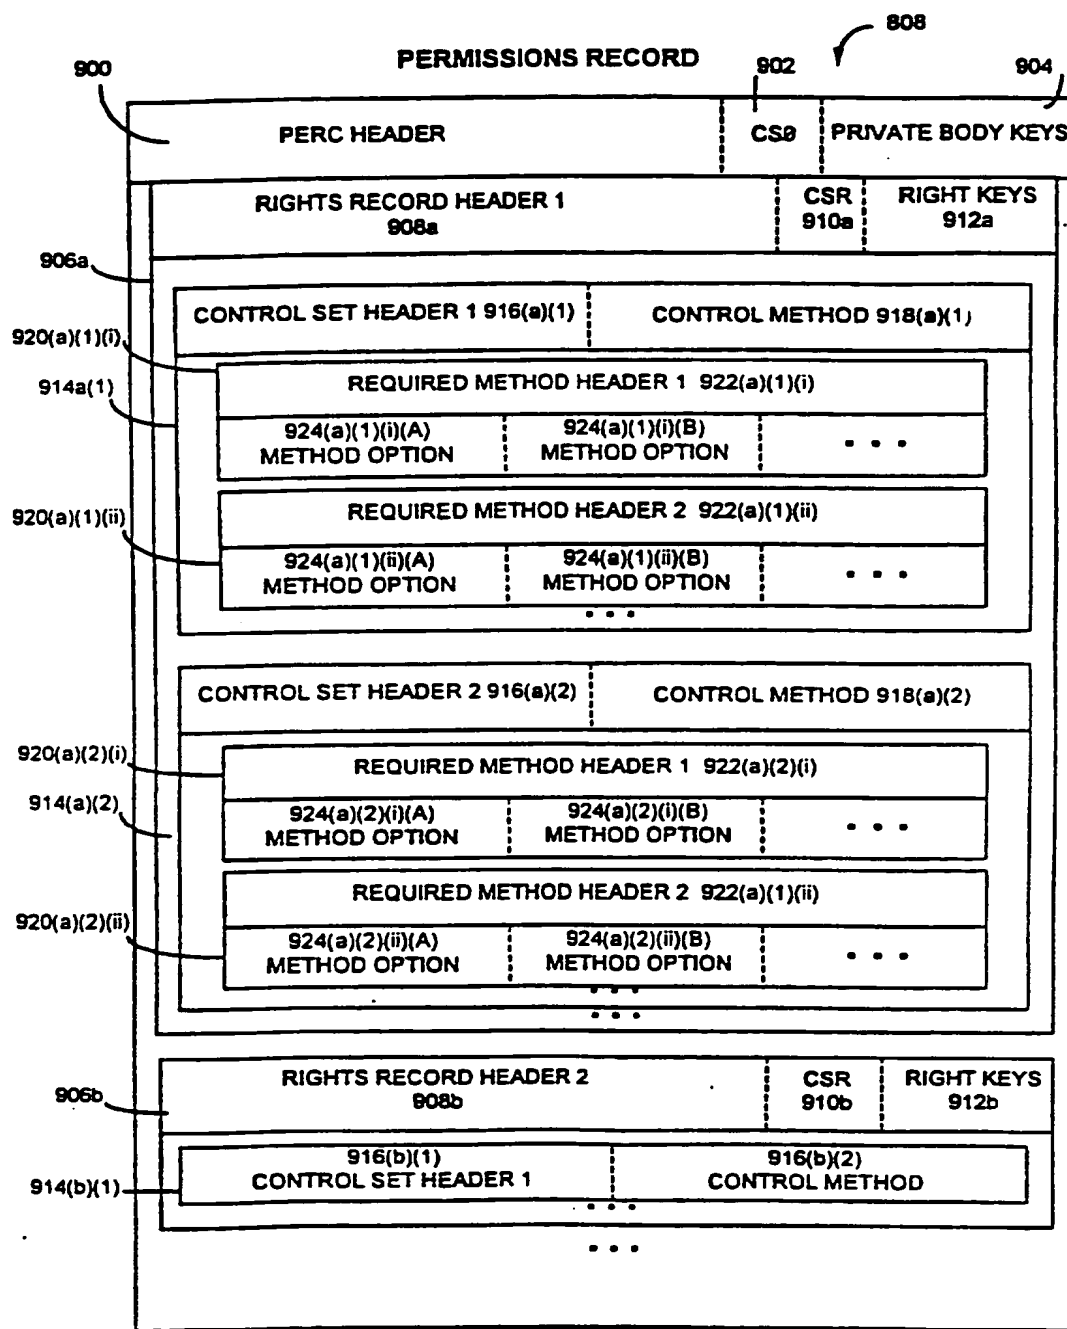 808
PERMISSIONS RECORD
900
902
904
PERC HEADER
CS0
PRIVATE BODY KEYS
RIGHTS RECORD HEADER 1
908a
CSR
910a
RIGHT KEYS
912a
906a
CONTROL SET HEADER 1 916(a)(1)
CONTROL METHOD 918(a)(1)
920(a)(1)(i)
REQUIRED METHOD HEADER 1 922(a)(1)(i)
914a(1)
924(a)(1)(i)(A)
METHOD OPTION
924(a)(1)(i)(B)
METHOD OPTION
. . .
920(a)(1)(ii)
REQUIRED METHOD HEADER 2 922(a)(1)(ii)
924(a)(1)(ii)(A)
METHOD OPTION
924(a)(1)(ii)(B)
METHOD OPTION
. . .
. . .
CONTROL SET HEADER 2 916(a)(2)
CONTROL METHOD 918(a)(2)
920(a)(2)(i)
REQUIRED METHOD HEADER 1 922(a)(2)(i)
914(a)(2)
924(a)(2)(i)(A)
METHOD OPTION
924(a)(2)(i)(B)
METHOD OPTION
. . .
REQUIRED METHOD HEADER 2 922(a)(1)(ii)
920(a)(2)(ii)
924(a)(2)(ii)(A)
METHOD OPTION
924(a)(2)(ii)(B)
METHOD OPTION
. . .
. . .
. . .
RIGHTS RECORD HEADER 2
908b
CSR
910b
RIGHT KEYS
912b
906b
916(b)(1)
CONTROL SET HEADER 1
916(b)(2)
CONTROL METHOD
914(b)(1)
. . .
. . .